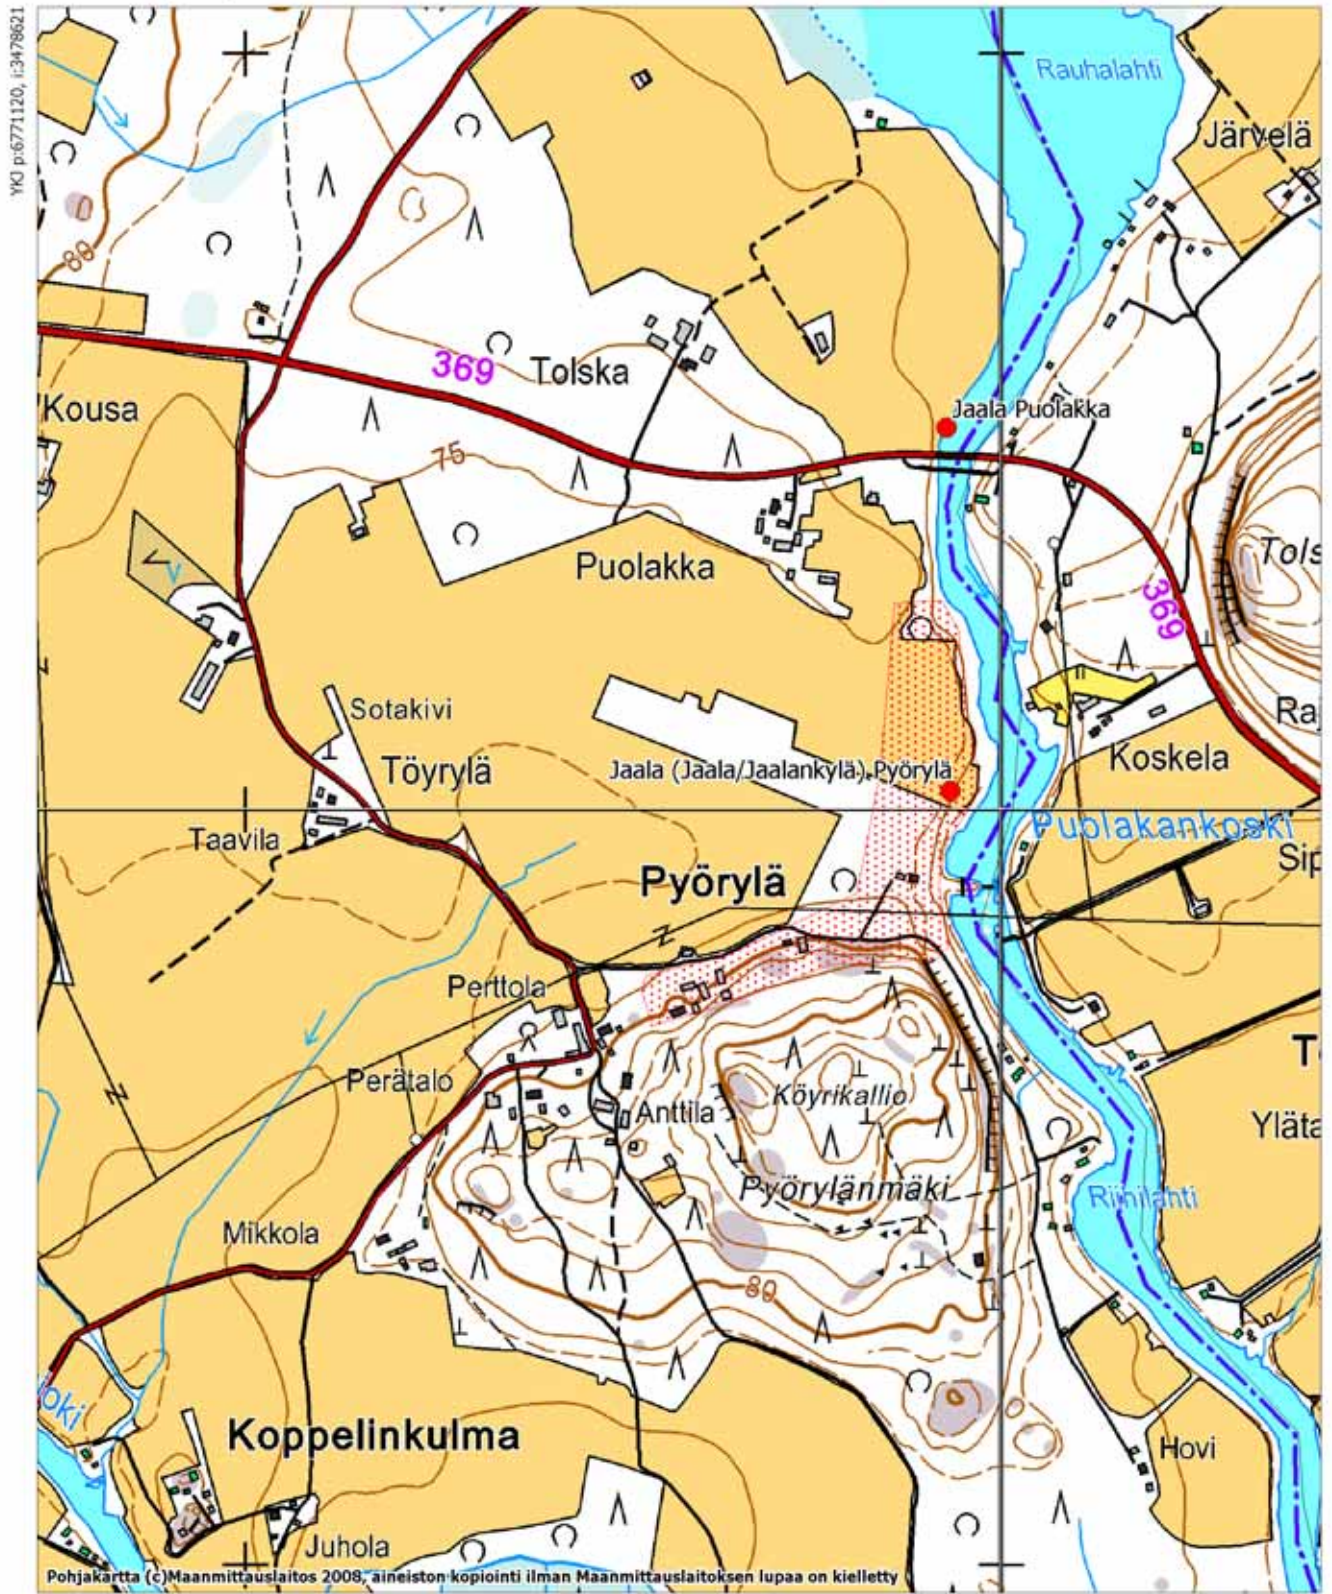 YKJ p:6771120, i:3478621
Rauhalahti
Järvelä
80
369
Tolska
Kousa
Jaala Puolakka
75
Puolakka
Tols
369
Sotakivi
Raj
Töyrylä
Koskela
Jaala (Jaala/Jaalankylä) Pyörylä
Taavila
Puolakankoski
Sip
Pyörylä
Perttola
Perätalo
Köyrikallio
Anttila
Yläta
Pyörylänmäki
Riihilahti
Mikkola
80
joki
Koppelinkulma
Hovi
Juhola
Pohjakartta (c)Maanmittauslaitos 2008, aineiston kopiointi ilman Maanmittauslaitoksen lupaa on kielletty